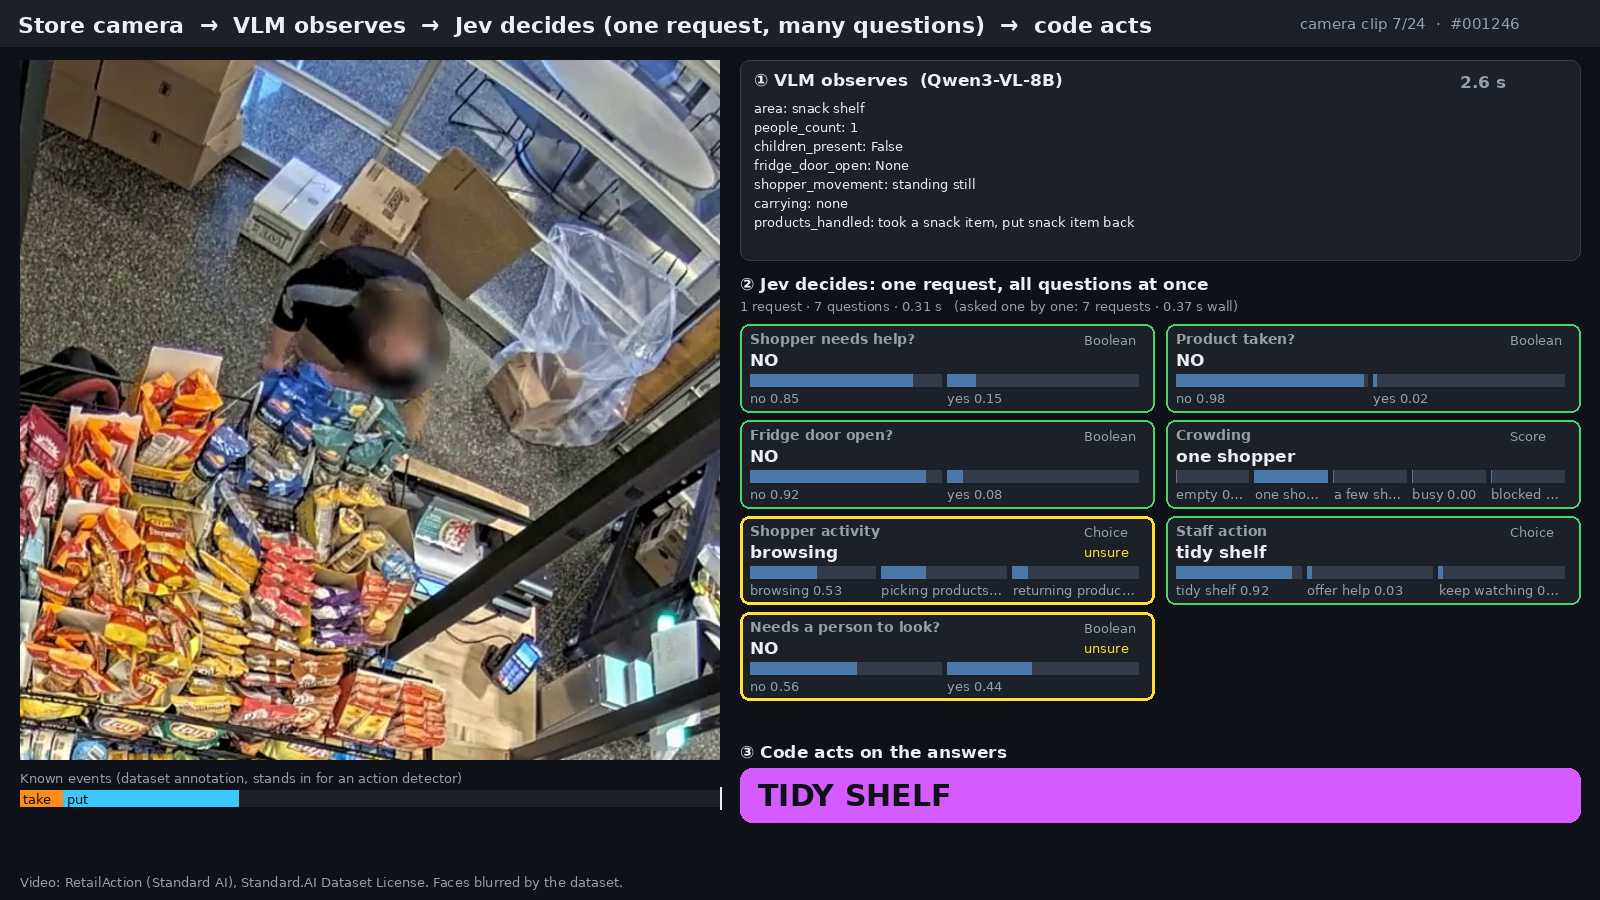 Store camera → VLM observes → Jev decides (one request, many questions) → code acts
camera clip 7/24 · #001246
① VLM observes (Qwen3-VL-8B)
2.6 s
area: snack shelf
people_count: 1
children_present: False
fridge_door_open: None
shopper_movement: standing still
carrying: none
products_handled: took a snack item, put snack item back
② Jev decides: one request, all questions at once
1 request · 7 questions · 0.31 s (asked one by one: 7 requests · 0.37 s wall)
Shopper needs help?
Boolean
NO
no 0.85
yes 0.15
Product taken?
Boolean
NO
no 0.98
yes 0.02
Fridge door open?
Boolean
NO
no 0.92
yes 0.08
Crowding
Score
one shopper
empty 0...
one sho...
a few sh...
busy 0.00
blocked ...
Shopper activity
Choice
browsing
unsure
browsing 0.53
picking products...
returning produc...
Staff action
Choice
tidy shelf
tidy shelf 0.92
offer help 0.03
keep watching 0...
Needs a person to look?
Boolean
NO
unsure
no 0.56
yes 0.44
③ Code acts on the answers
TIDY SHELF
Known events (dataset annotation, stands in for an action detector)
take
put
Video: RetailAction (Standard AI), Standard.AI Dataset License. Faces blurred by the dataset.